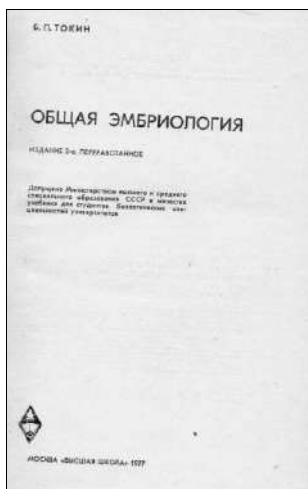 Б. П. ТОКИН
ОБЩАЯ ЭМБРИОЛОГИЯ
ИЗДАНИЕ 2-е, ПЕРЕРАБОТАННОЕ
Допущено Министерством высшего и среднего
специального образования СССР в качестве
учебника для студентов биологических спе-
циальностей университетов
МОСКВА «ВЫСШАЯ ШКОЛА» 1977